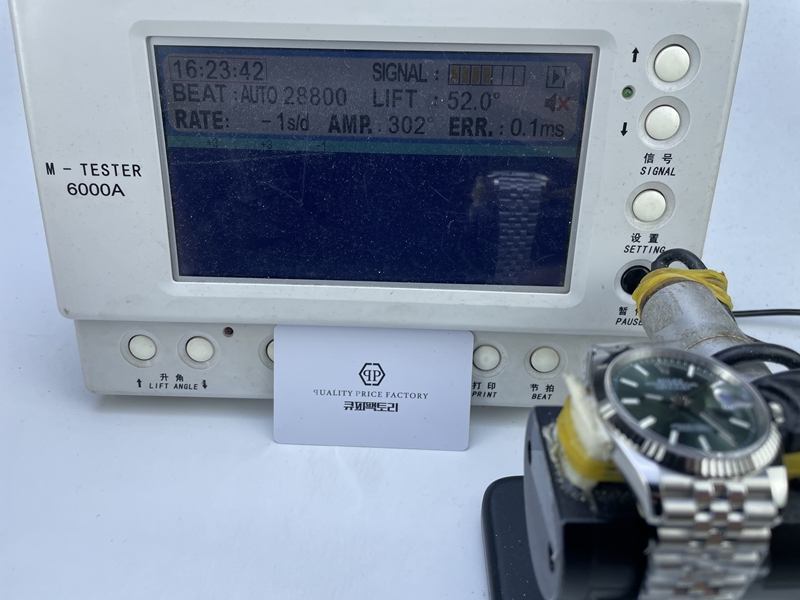 16:23:42 SIGNAL :
BEAT :AUTO 28800 LIFT : 52.0°
RATE: -1s/d AMP. : 302° ERR. : 0.1ms
M - TESTER
6000A
信号
SIGNAL
设置
SETTING
暂
PAUSE
升角
LIFT ANGLE
打印
PRINT
节拍
BEAT
QUALITY PRICE FACTORY
큐피팩토리